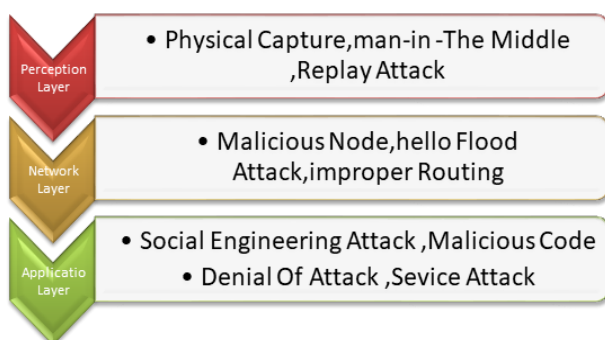 Perception
Layer
• Physical Capture,man-in -The Middle
,Replay Attack
Network
Layer
• Malicious Node,hello Flood
Attack,improper Routing
Applicatio
Layer
• Social Engineering Attack ,Malicious Code
• Denial Of Attack ,Sevice Attack